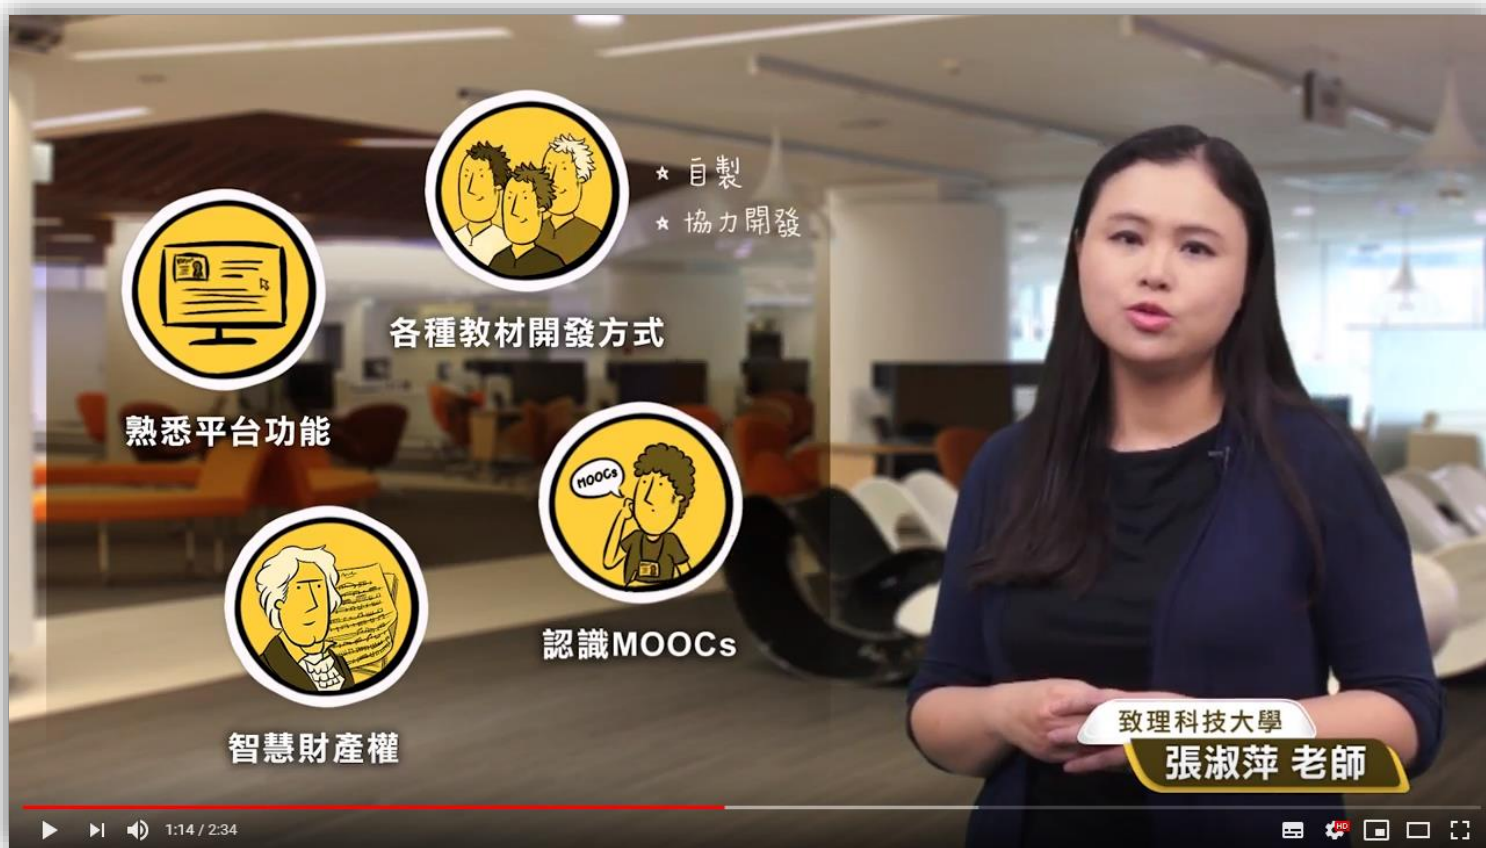 ★ 自製
★ 協力開發
各種教材開發方式
熟悉平台功能
MOOCs
認識MOOCs
智慧財產權
致理科技大學
張淑萍 老師
1:14 / 2:34
HD